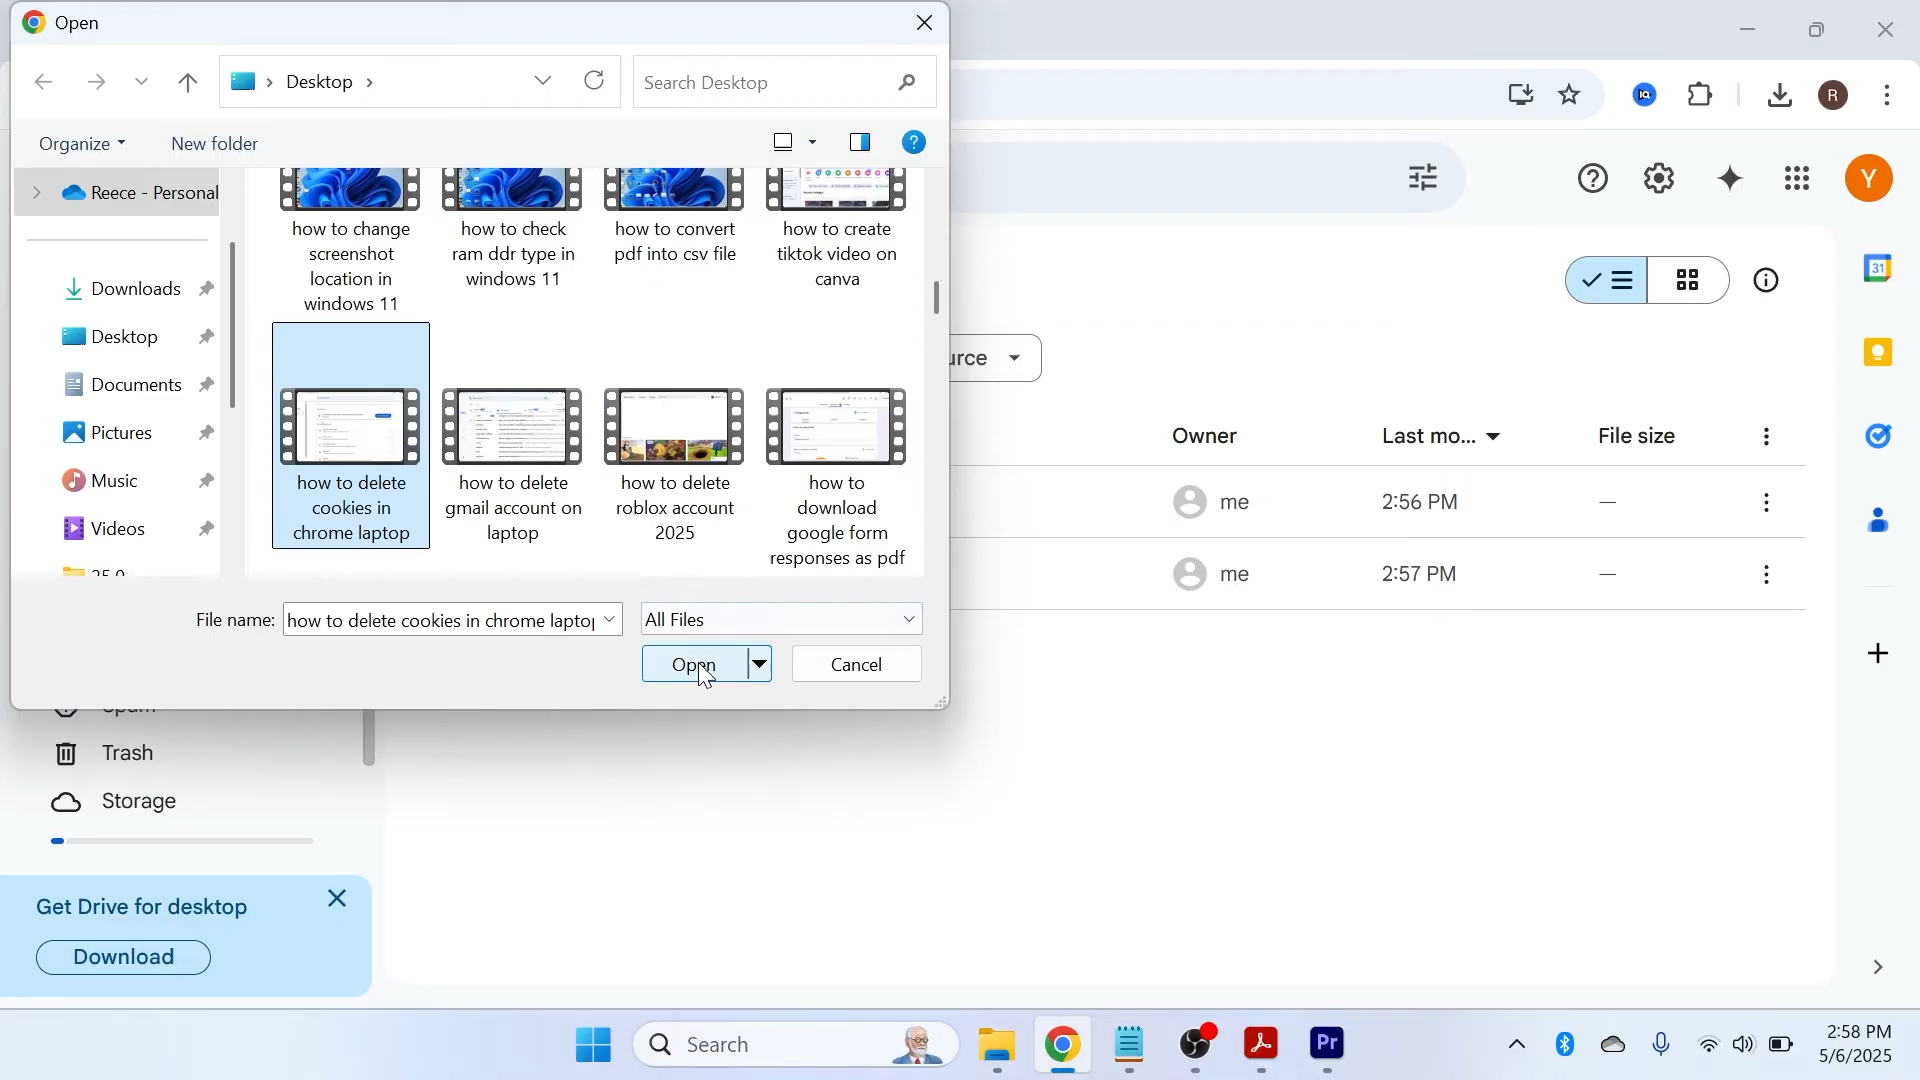 Open
Desktop
Search Desktop
Organize
New folder
Reece - Personal
Downloads
Desktop
Documents
Pictures
Music
Videos
how to change
screenshot
location in
windows 11
how to check
ram ddr type in
windows 11
how to convert
pdf into csv file
how to create
tiktok video on
canva
how to delete
cookies in
chrome laptop
how to delete
gmail account on
laptop
how to delete
roblox account
2025
how to
download
google form
responses as pdf
File name:
how to delete cookies in chrome laptop
All Files
Open
Cancel
R
Y
31
urce
Owner
Last mo...
File size
me
2:56 PM
—
me
2:57 PM
—
Spam
Trash
Storage
Get Drive for desktop
Download
Search
Pr
2:58 PM
5/6/2025